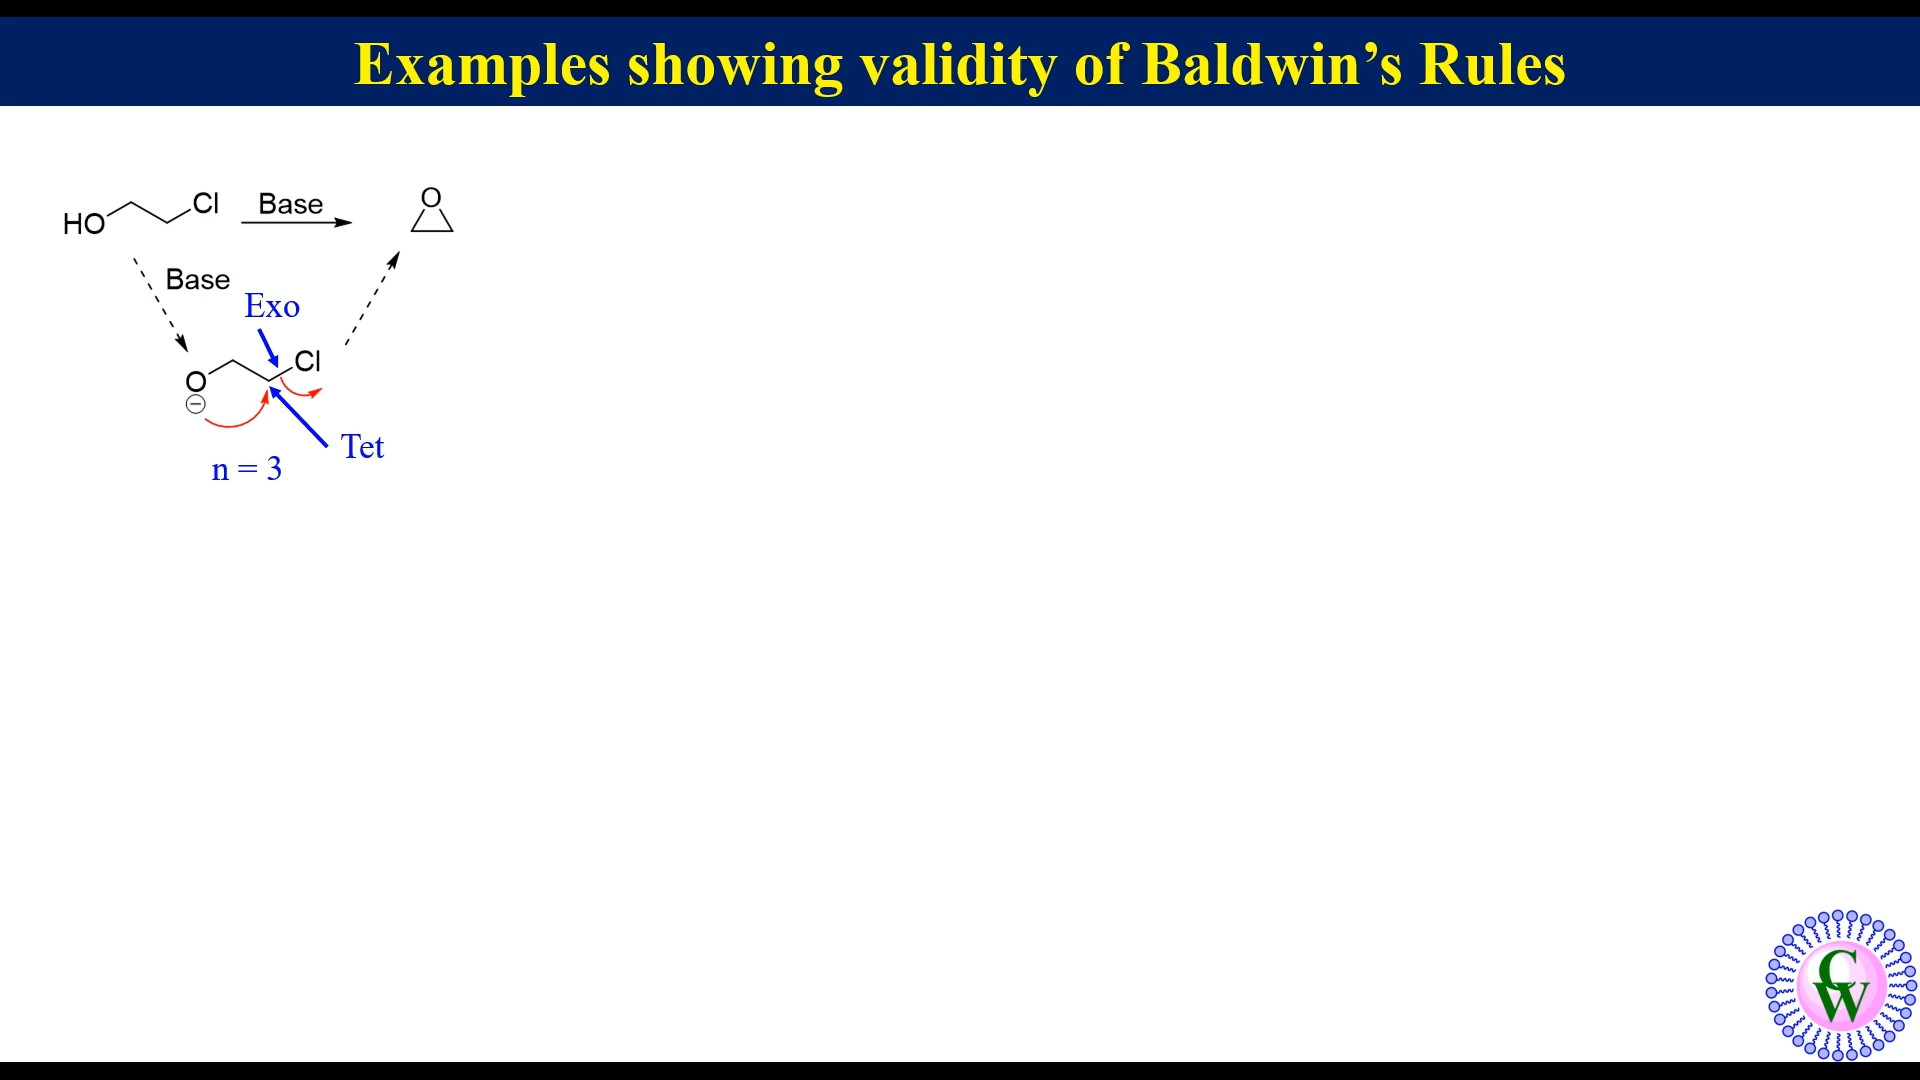 Examples showing validity of Baldwin’s Rules
HO
Cl
Base
O
Base
Exo
O
−
Cl
Tet
n = 3
CW